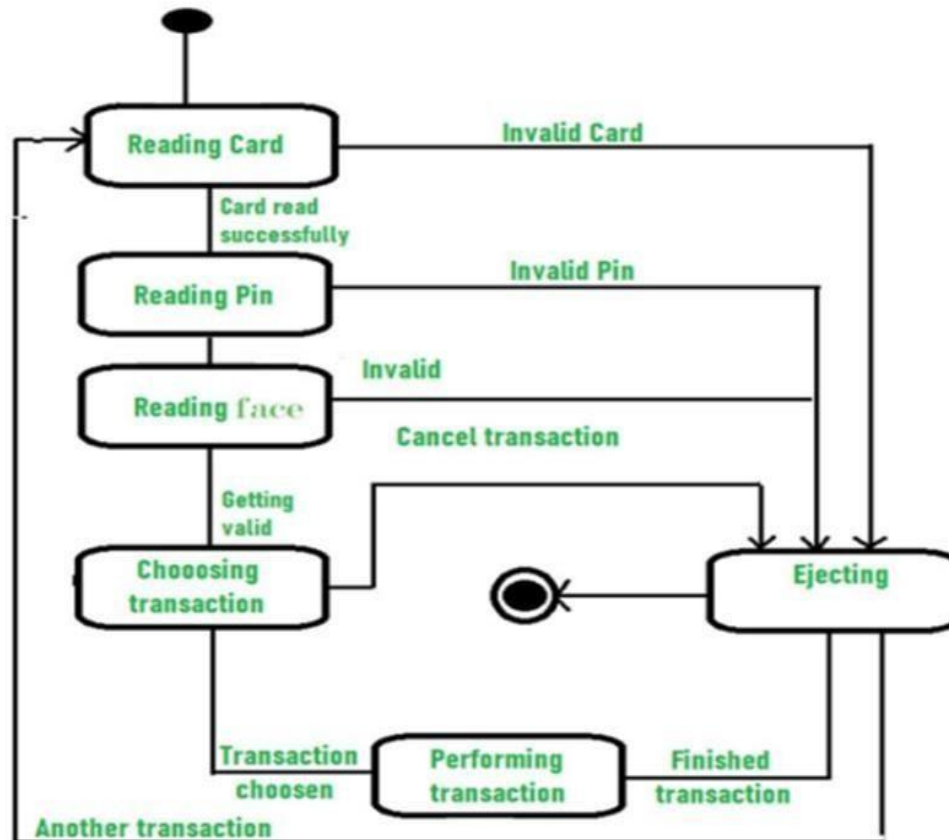 Reading Card
Invalid Card
Card read
successfully
Reading Pin
Invalid Pin
Reading face
Invalid
Cancel transaction
Getting
valid
Chooosing
transaction
Ejecting
Transaction
choosen
Performing
transaction
Finished
transaction
Another transaction